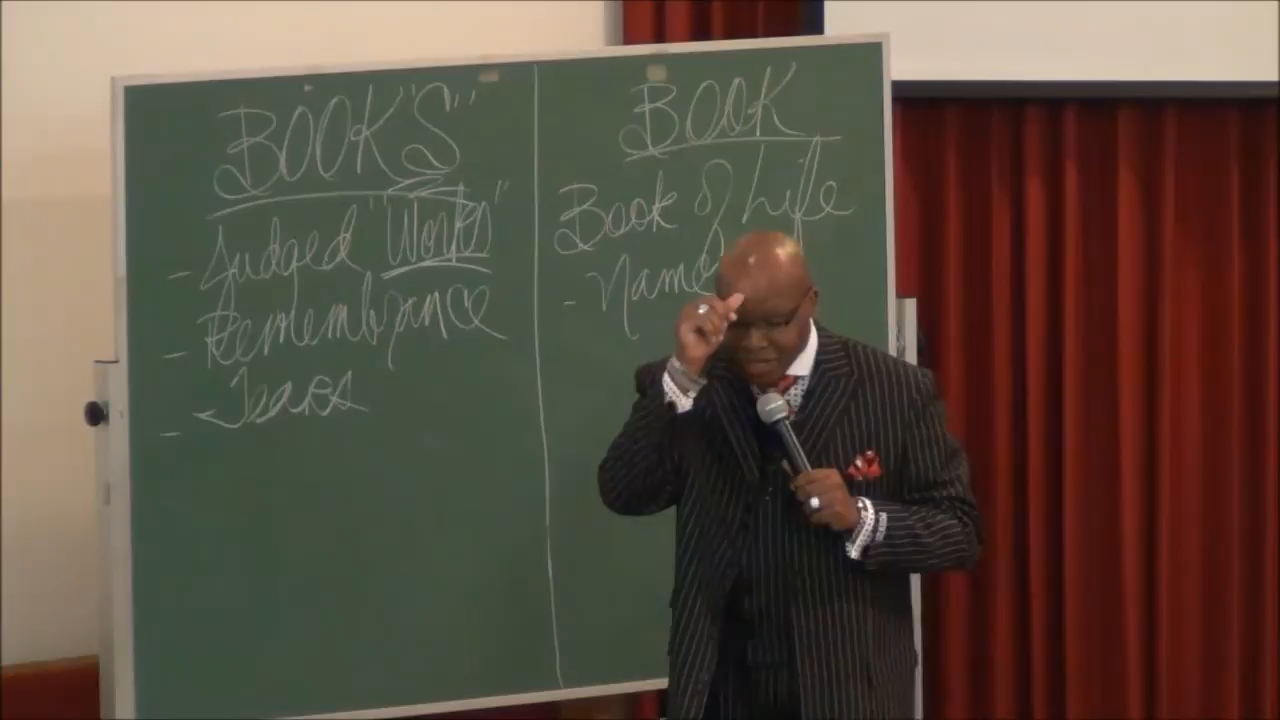 BOOK"S"
- Judged "Works"
- Remembrance
- Tears
BOOK
Book of Life
- Name